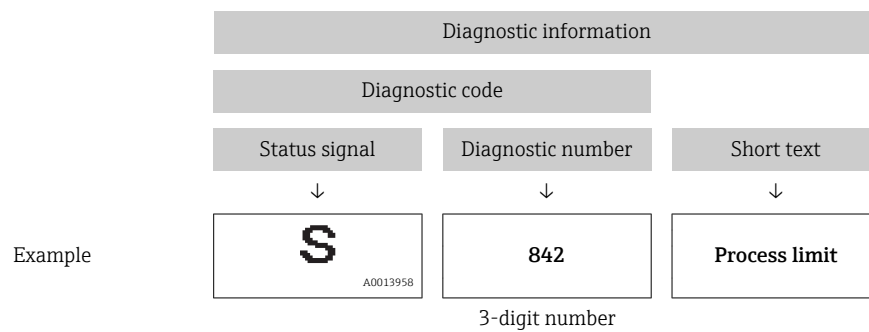 Diagnostic information
Diagnostic code
Status signal Diagnostic number Short text
↓ ↓ ↓
Example S 842 Process limit
A0013958
3-digit number